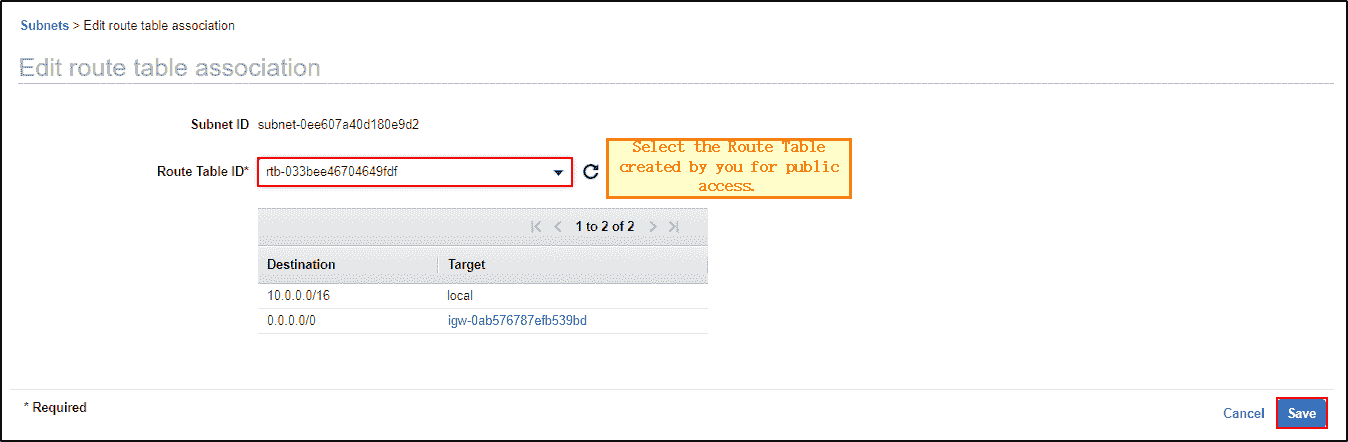 Subnets > Edit route table association
Edit route table association
Subnet ID subnet-0ee607a40d180e9d2
Route Table ID* rtb-033bee46704649fdf
Select the Route Table
created by you for public
access.
1 to 2 of 2
Destination Target
10.0.0.0/16 local
0.0.0.0/0 igw-0ab576787efb539bd
* Required
Cancel Save